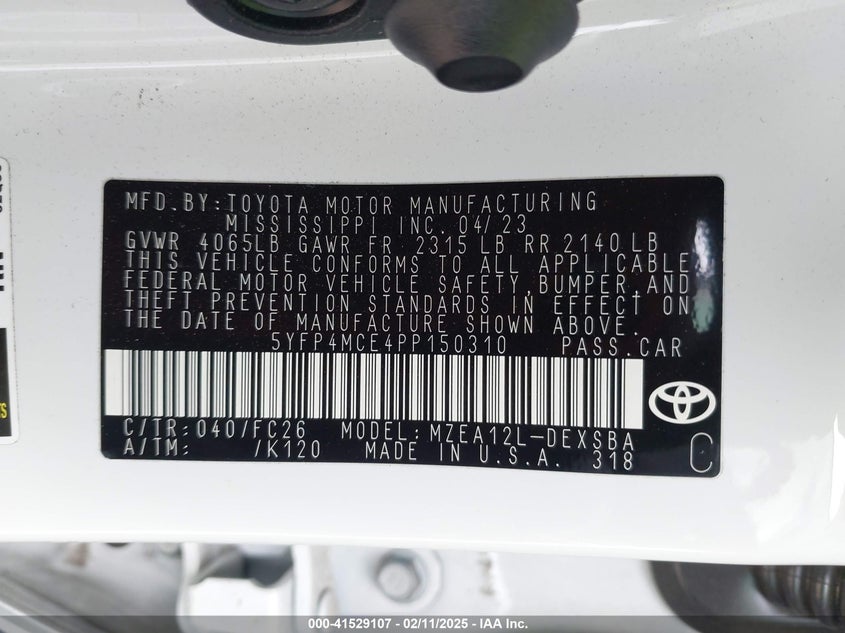 MFD.BY:TOYOTA MOTOR MANUFACTURING
MISSISSIPPI INC. 04/23
GVWR 4065LB GAWR FR 2315 LB RR 2140 LB
THIS VEHICLE CONFORMS TO ALL APPLICABLE
FEDERAL MOTOR VEHICLE SAFETY,BUMPER,AND
THEFT PREVENTION STANDARDS IN EFFECT ON
THE DATE OF MANUFACTURE SHOWN ABOVE.
5YFP4MCE4PP150310 PASS.CAR
C/TR: 040/FC26 MODEL: MZEA12L-DEXSBA
A/TM: /K120 MADE IN U.S.A. 318 C
000-41529107 - 02/11/2025 - IAA Inc.